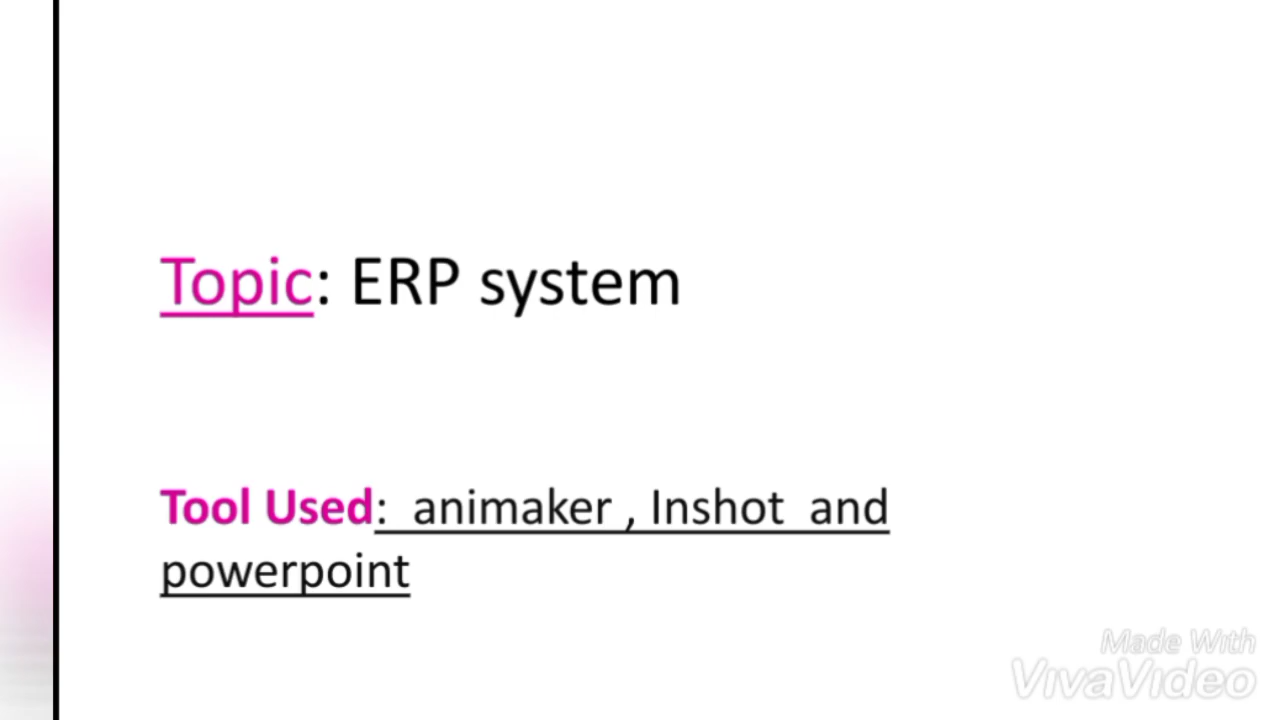 Topic: ERP system
Tool Used: animaker , Inshot and
powerpoint
Made With
VivaVideo